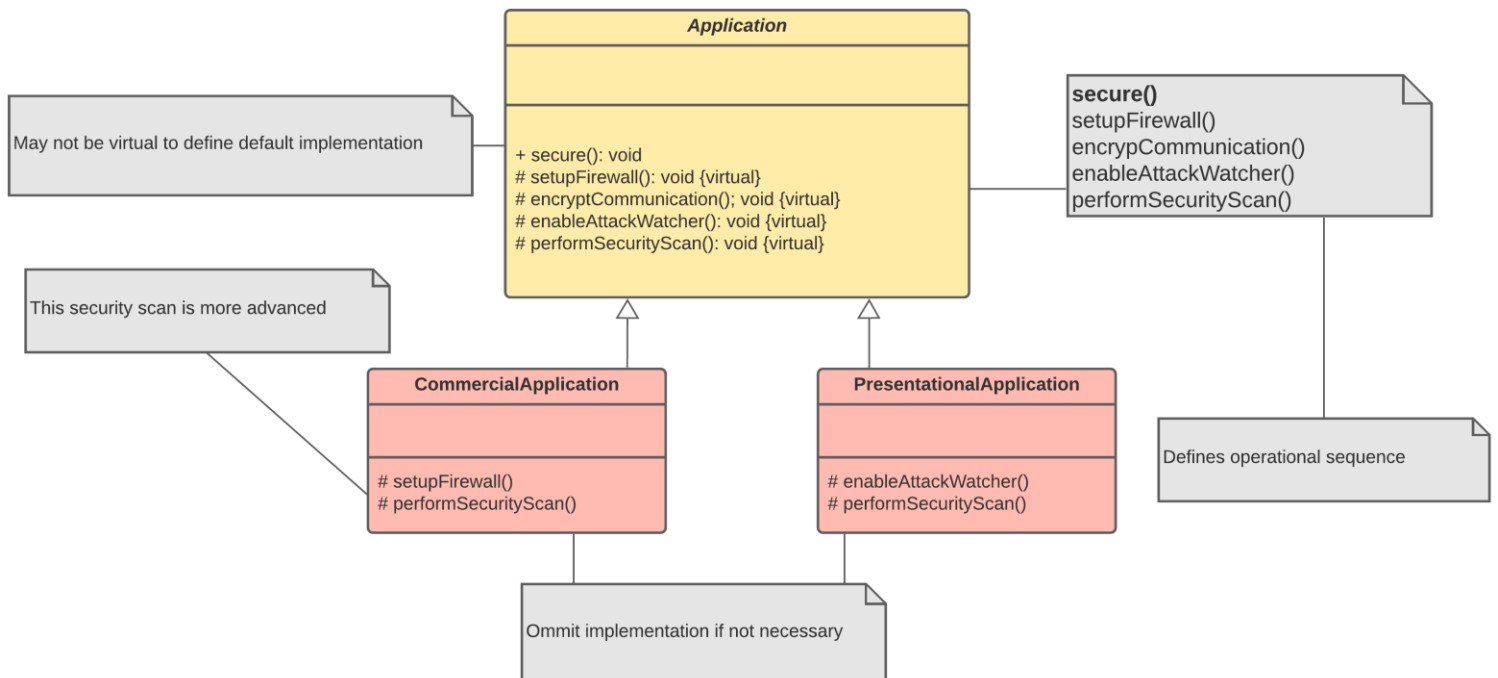 Application
May not be virtual to define default implementation
+ secure(): void
# setupFirewall(): void {virtual}
# encryptCommunication(); void {virtual}
# enableAttackWatcher(): void {virtual}
# performSecurityScan(): void {virtual}
secure()
setupFirewall()
encrypCommunication()
enableAttackWatcher()
performSecurityScan()
This security scan is more advanced
CommercialApplication
# setupFirewall()
# performSecurityScan()
PresentationalApplication
# enableAttackWatcher()
# performSecurityScan()
Defines operational sequence
Ommit implementation if not necessary